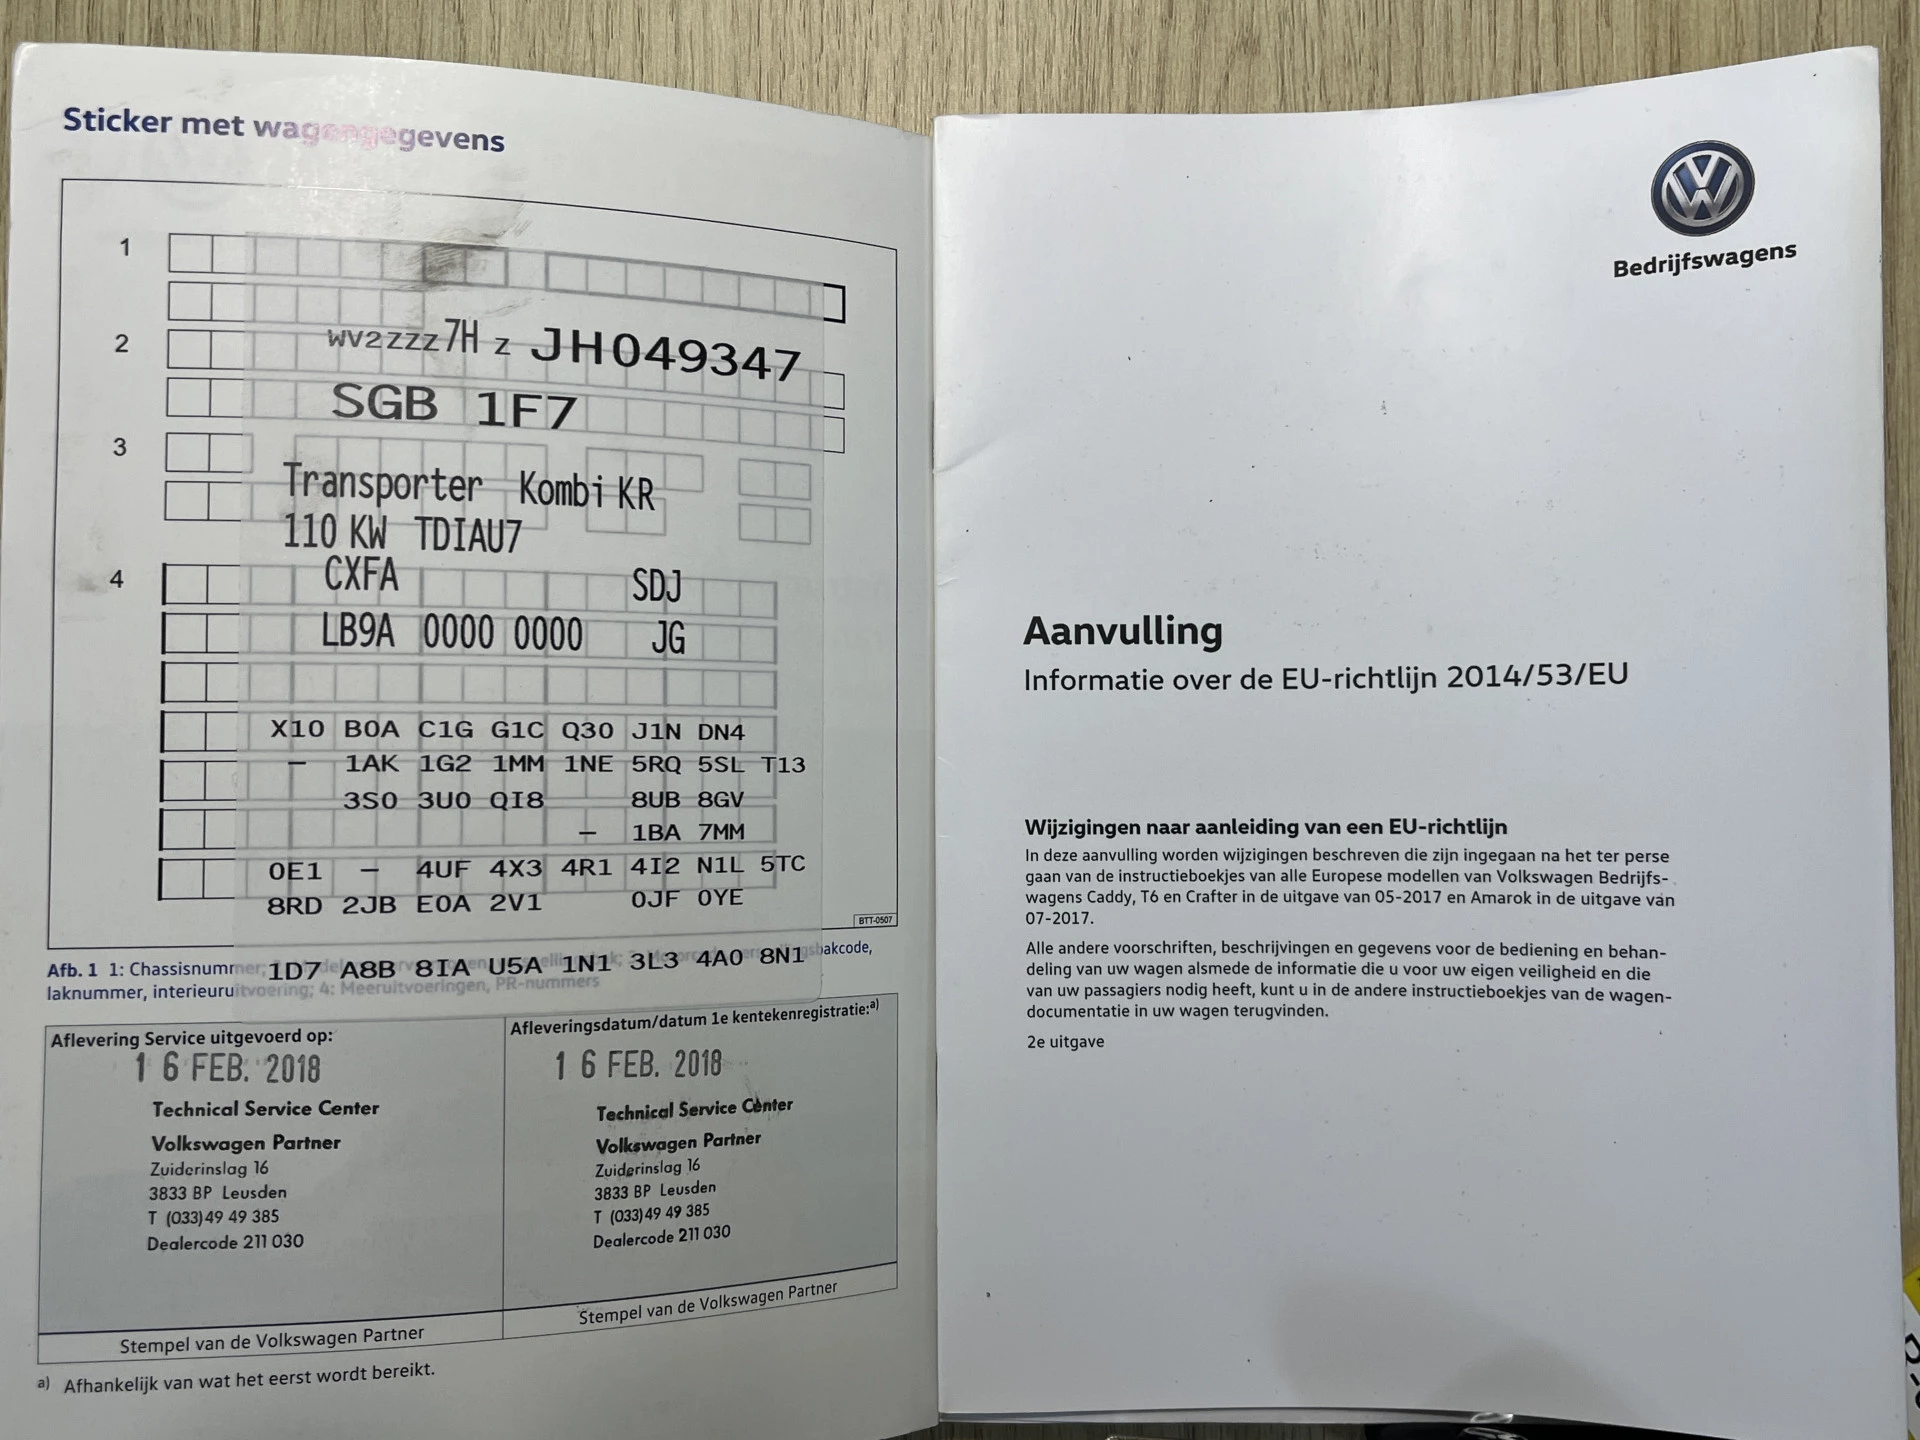 Sticker met wagengegevens
1
2
WV2ZZZ7H Z JH049347
SGB 1F7
3
Transporter Kombi KR
110 KW TDIAU7
4
CXFA SDJ
LB9A 0000 0000 JG
X10 B0A C1G G1C Q30 J1N DN4
- 1AK 1G2 1MM 1NE 5RQ 5SL T13
3S0 3U0 QI8 8UB 8GV
- 1BA 7MM
0E1 - 4UF 4X3 4R1 4I2 N1L 5TC
8RD 2JB E0A 2V1 0JF 0YE
BTT-0507
1D7 A8B 8IA U5A 1N1 3L3 4A0 8N1
Afb. 1 1: Chassisnummer; bakcode,
laknummer, interieuruitvoering; 4: Meeruitvoeringen, PR-nummers
Aflevering Service uitgevoerd op:
16 FEB. 2018
Technical Service Center
Volkswagen Partner
Zuiderinslag 16
3833 BP Leusden
T (033)49 49 385
Dealercode 211 030
Stempel van de Volkswagen Partner
Afleveringsdatum/datum 1e kentekenregistratie:a)
16 FEB. 2018
Technical Service Center
Volkswagen Partner
Zuiderinslag 16
3833 BP Leusden
T (033)49 49 385
Dealercode 211 030
Stempel van de Volkswagen Partner
a) Afhankelijk van wat het eerst wordt bereikt.
Bedrijfswagens
Aanvulling
Informatie over de EU-richtlijn 2014/53/EU
Wijzigingen naar aanleiding van een EU-richtlijn
In deze aanvulling worden wijzigingen beschreven die zijn ingegaan na het ter perse
gaan van de instructieboekjes van alle Europese modellen van Volkswagen Bedrijfs-
wagens Caddy, T6 en Crafter in de uitgave van 05-2017 en Amarok in de uitgave van
07-2017.
Alle andere voorschriften, beschrijvingen en gegevens voor de bediening en behan-
deling van uw wagen alsmede de informatie die u voor uw eigen veiligheid en die
van uw passagiers nodig heeft, kunt u in de andere instructieboekjes van de wagen-
documentatie in uw wagen terugvinden.
2e uitgave